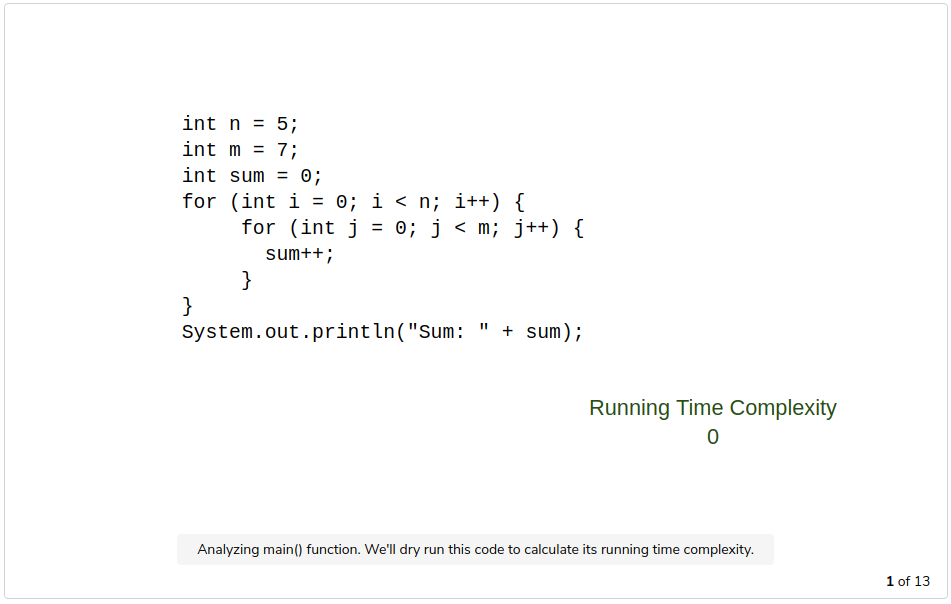 int n = 5;
int m = 7;
int sum = 0;
for (int i = 0; i < n; i++) {
for (int j = 0; j < m; j++) {
sum++;
}
}
System.out.println("Sum: " + sum);
Running Time Complexity
0
Analyzing main() function. We'll dry run this code to calculate its running time complexity.
1 of 13